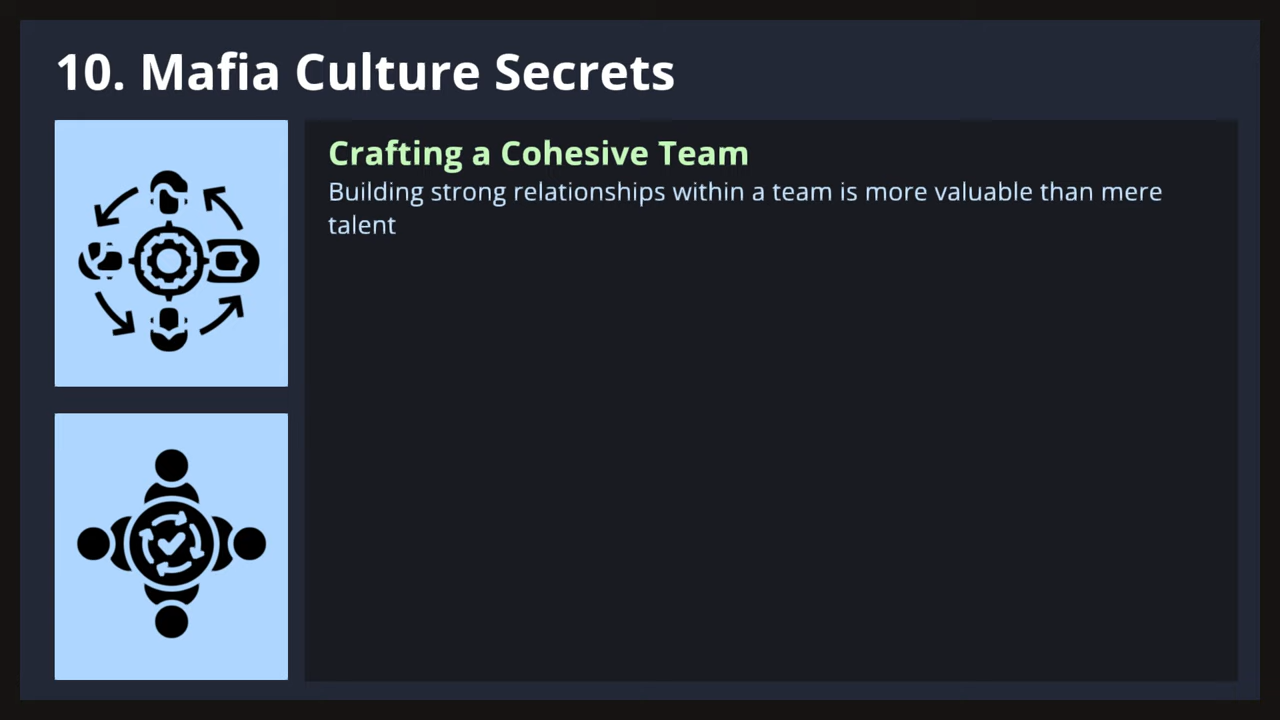 10. Mafia Culture Secrets
Crafting a Cohesive Team
Building strong relationships within a team is more valuable than mere
talent